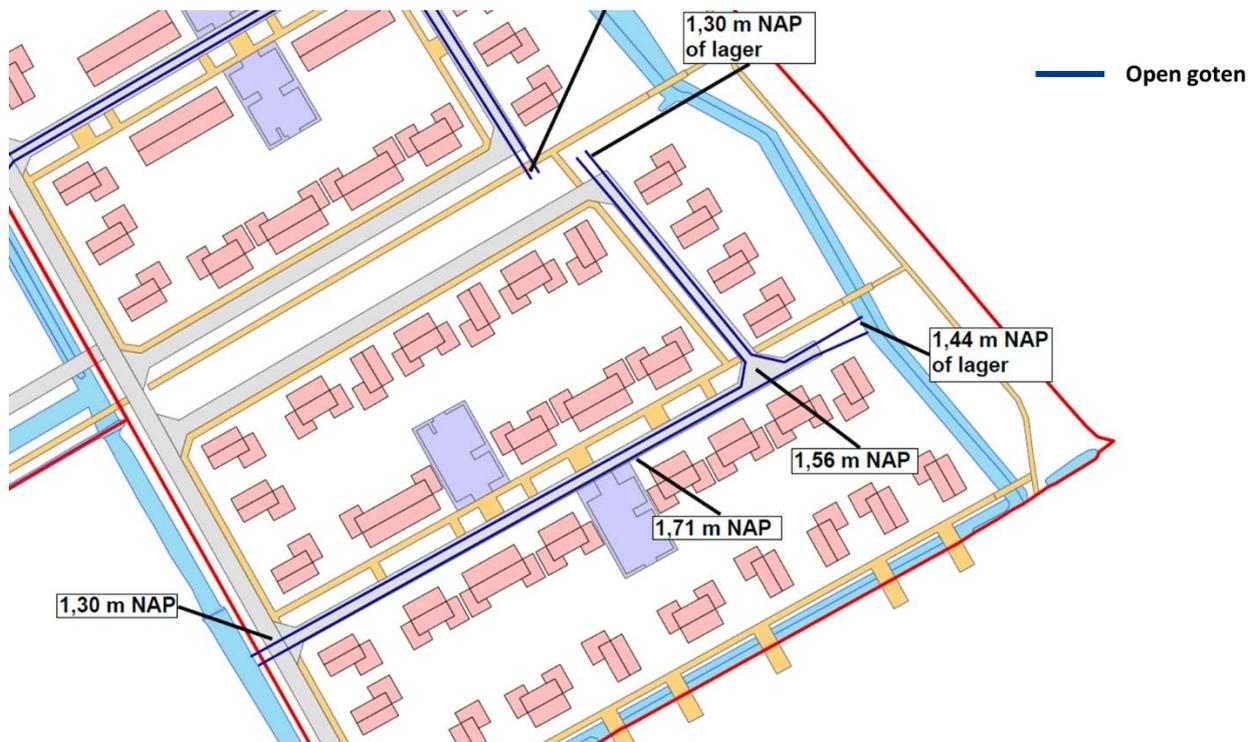 1,30 m NAP
of lager
Open goten
1,44 m NAP
of lager
1,56 m NAP
1,71 m NAP
1,30 m NAP